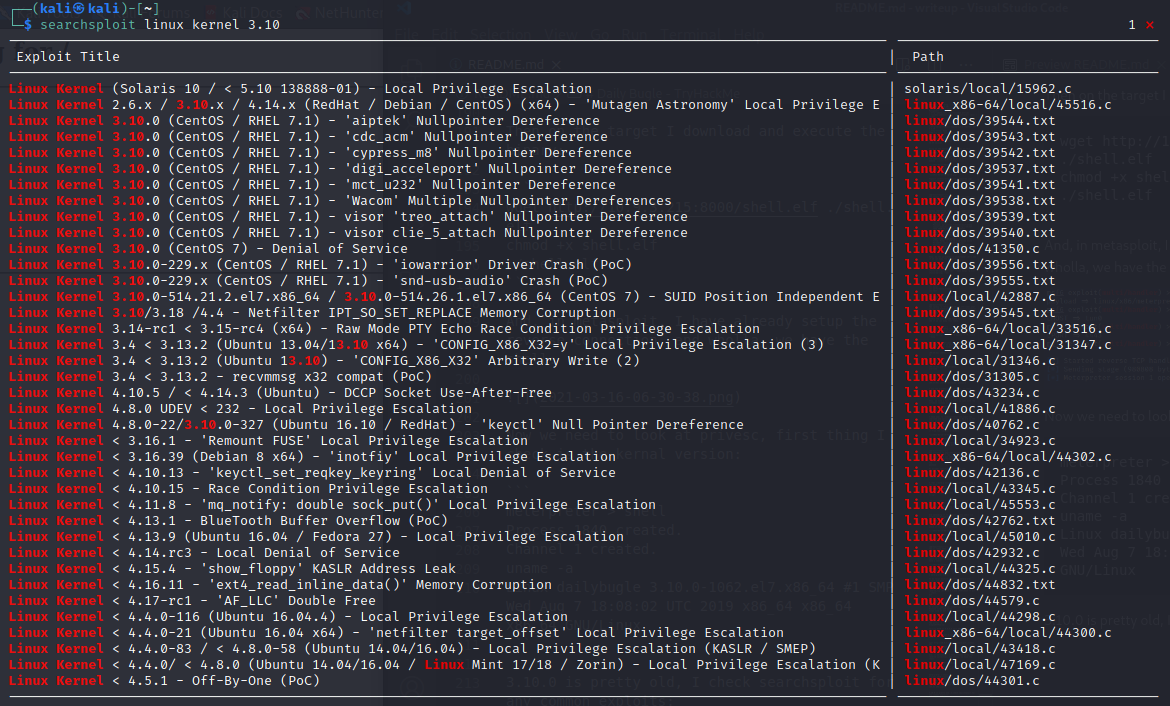 (kali㉿kali)-[~]
$ searchsploit linux kernel 3.10 1 ✗
Exploit Title | Path
Linux Kernel (Solaris 10 / < 5.10 138888-01) - Local Privilege Escalation | solaris/local/15962.c
Linux Kernel 2.6.x / 3.10.x / 4.14.x (RedHat / Debian / CentOS) (x64) - 'Mutagen Astronomy' Local Privilege E | linux_x86-64/local/45516.c
Linux Kernel 3.10.0 (CentOS / RHEL 7.1) - 'aiptek' Nullpointer Dereference | linux/dos/39544.txt
Linux Kernel 3.10.0 (CentOS / RHEL 7.1) - 'cdc_acm' Nullpointer Dereference | linux/dos/39543.txt
Linux Kernel 3.10.0 (CentOS / RHEL 7.1) - 'cypress_m8' Nullpointer Dereference | linux/dos/39542.txt
Linux Kernel 3.10.0 (CentOS / RHEL 7.1) - 'digi_acceleport' Nullpointer Dereference | linux/dos/39537.txt
Linux Kernel 3.10.0 (CentOS / RHEL 7.1) - 'mct_u232' Nullpointer Dereference | linux/dos/39541.txt
Linux Kernel 3.10.0 (CentOS / RHEL 7.1) - 'Wacom' Multiple Nullpointer Dereferences | linux/dos/39538.txt
Linux Kernel 3.10.0 (CentOS / RHEL 7.1) - visor 'treo_attach' Nullpointer Dereference | linux/dos/39539.txt
Linux Kernel 3.10.0 (CentOS / RHEL 7.1) - visor clie_5_attach Nullpointer Dereference | linux/dos/39540.txt
Linux Kernel 3.10.0 (CentOS 7) - Denial of Service | linux/dos/41350.c
Linux Kernel 3.10.0-229.x (CentOS / RHEL 7.1) - 'iowarrior' Driver Crash (PoC) | linux/dos/39556.txt
Linux Kernel 3.10.0-229.x (CentOS / RHEL 7.1) - 'snd-usb-audio' Crash (PoC) | linux/dos/39555.txt
Linux Kernel 3.10.0-514.21.2.el7.x86_64 / 3.10.0-514.26.1.el7.x86_64 (CentOS 7) - SUID Position Independent E | linux/local/42887.c
Linux Kernel 3.10/3.18 /4.4 - Netfilter IPT_SO_SET_REPLACE Memory Corruption | linux/dos/39545.txt
Linux Kernel 3.14-rc1 < 3.15-rc4 (x64) - Raw Mode PTY Echo Race Condition Privilege Escalation | linux_x86-64/local/33516.c
Linux Kernel 3.4 < 3.13.2 (Ubuntu 13.04/13.10 x64) - 'CONFIG_X86_X32=y' Local Privilege Escalation (3) | linux_x86-64/local/31347.c
Linux Kernel 3.4 < 3.13.2 (Ubuntu 13.10) - 'CONFIG_X86_X32' Arbitrary Write (2) | linux/local/31346.c
Linux Kernel 3.4 < 3.13.2 - recvmmsg x32 compat (PoC) | linux/dos/31305.c
Linux Kernel 4.10.5 / < 4.14.3 (Ubuntu) - DCCP Socket Use-After-Free | linux/dos/43234.c
Linux Kernel 4.8.0 UDEV < 232 - Local Privilege Escalation | linux/local/41886.c
Linux Kernel 4.8.0-22/3.10.0-327 (Ubuntu 16.10 / RedHat) - 'keyctl' Null Pointer Dereference | linux/dos/40762.c
Linux Kernel < 3.16.1 - 'Remount FUSE' Local Privilege Escalation | linux/local/34923.c
Linux Kernel < 3.16.39 (Debian 8 x64) - 'inotfiy' Local Privilege Escalation | linux_x86-64/local/44302.c
Linux Kernel < 4.10.13 - 'keyctl_set_reqkey_keyring' Local Denial of Service | linux/dos/42136.c
Linux Kernel < 4.10.15 - Race Condition Privilege Escalation | linux/local/43345.c
Linux Kernel < 4.11.8 - 'mq_notify: double sock_put()' Local Privilege Escalation | linux/local/45553.c
Linux Kernel < 4.13.1 - BlueTooth Buffer Overflow (PoC) | linux/dos/42762.txt
Linux Kernel < 4.13.9 (Ubuntu 16.04 / Fedora 27) - Local Privilege Escalation | linux/local/45010.c
Linux Kernel < 4.14.rc3 - Local Denial of Service | linux/dos/42932.c
Linux Kernel < 4.15.4 - 'show_floppy' KASLR Address Leak | linux/local/44325.c
Linux Kernel < 4.16.11 - 'ext4_read_inline_data()' Memory Corruption | linux/dos/44832.txt
Linux Kernel < 4.17-rc1 - 'AF_LLC' Double Free | linux/dos/44579.c
Linux Kernel < 4.4.0-116 (Ubuntu 16.04.4) - Local Privilege Escalation | linux/local/44298.c
Linux Kernel < 4.4.0-21 (Ubuntu 16.04 x64) - 'netfilter target_offset' Local Privilege Escalation | linux_x86-64/local/44300.c
Linux Kernel < 4.4.0-83 / < 4.8.0-58 (Ubuntu 14.04/16.04) - Local Privilege Escalation (KASLR / SMEP) | linux/local/43418.c
Linux Kernel < 4.4.0/ < 4.8.0 (Ubuntu 14.04/16.04 / Linux Mint 17/18 / Zorin) - Local Privilege Escalation (K | linux/local/47169.c
Linux Kernel < 4.5.1 - Off-By-One (PoC) | linux/dos/44301.c